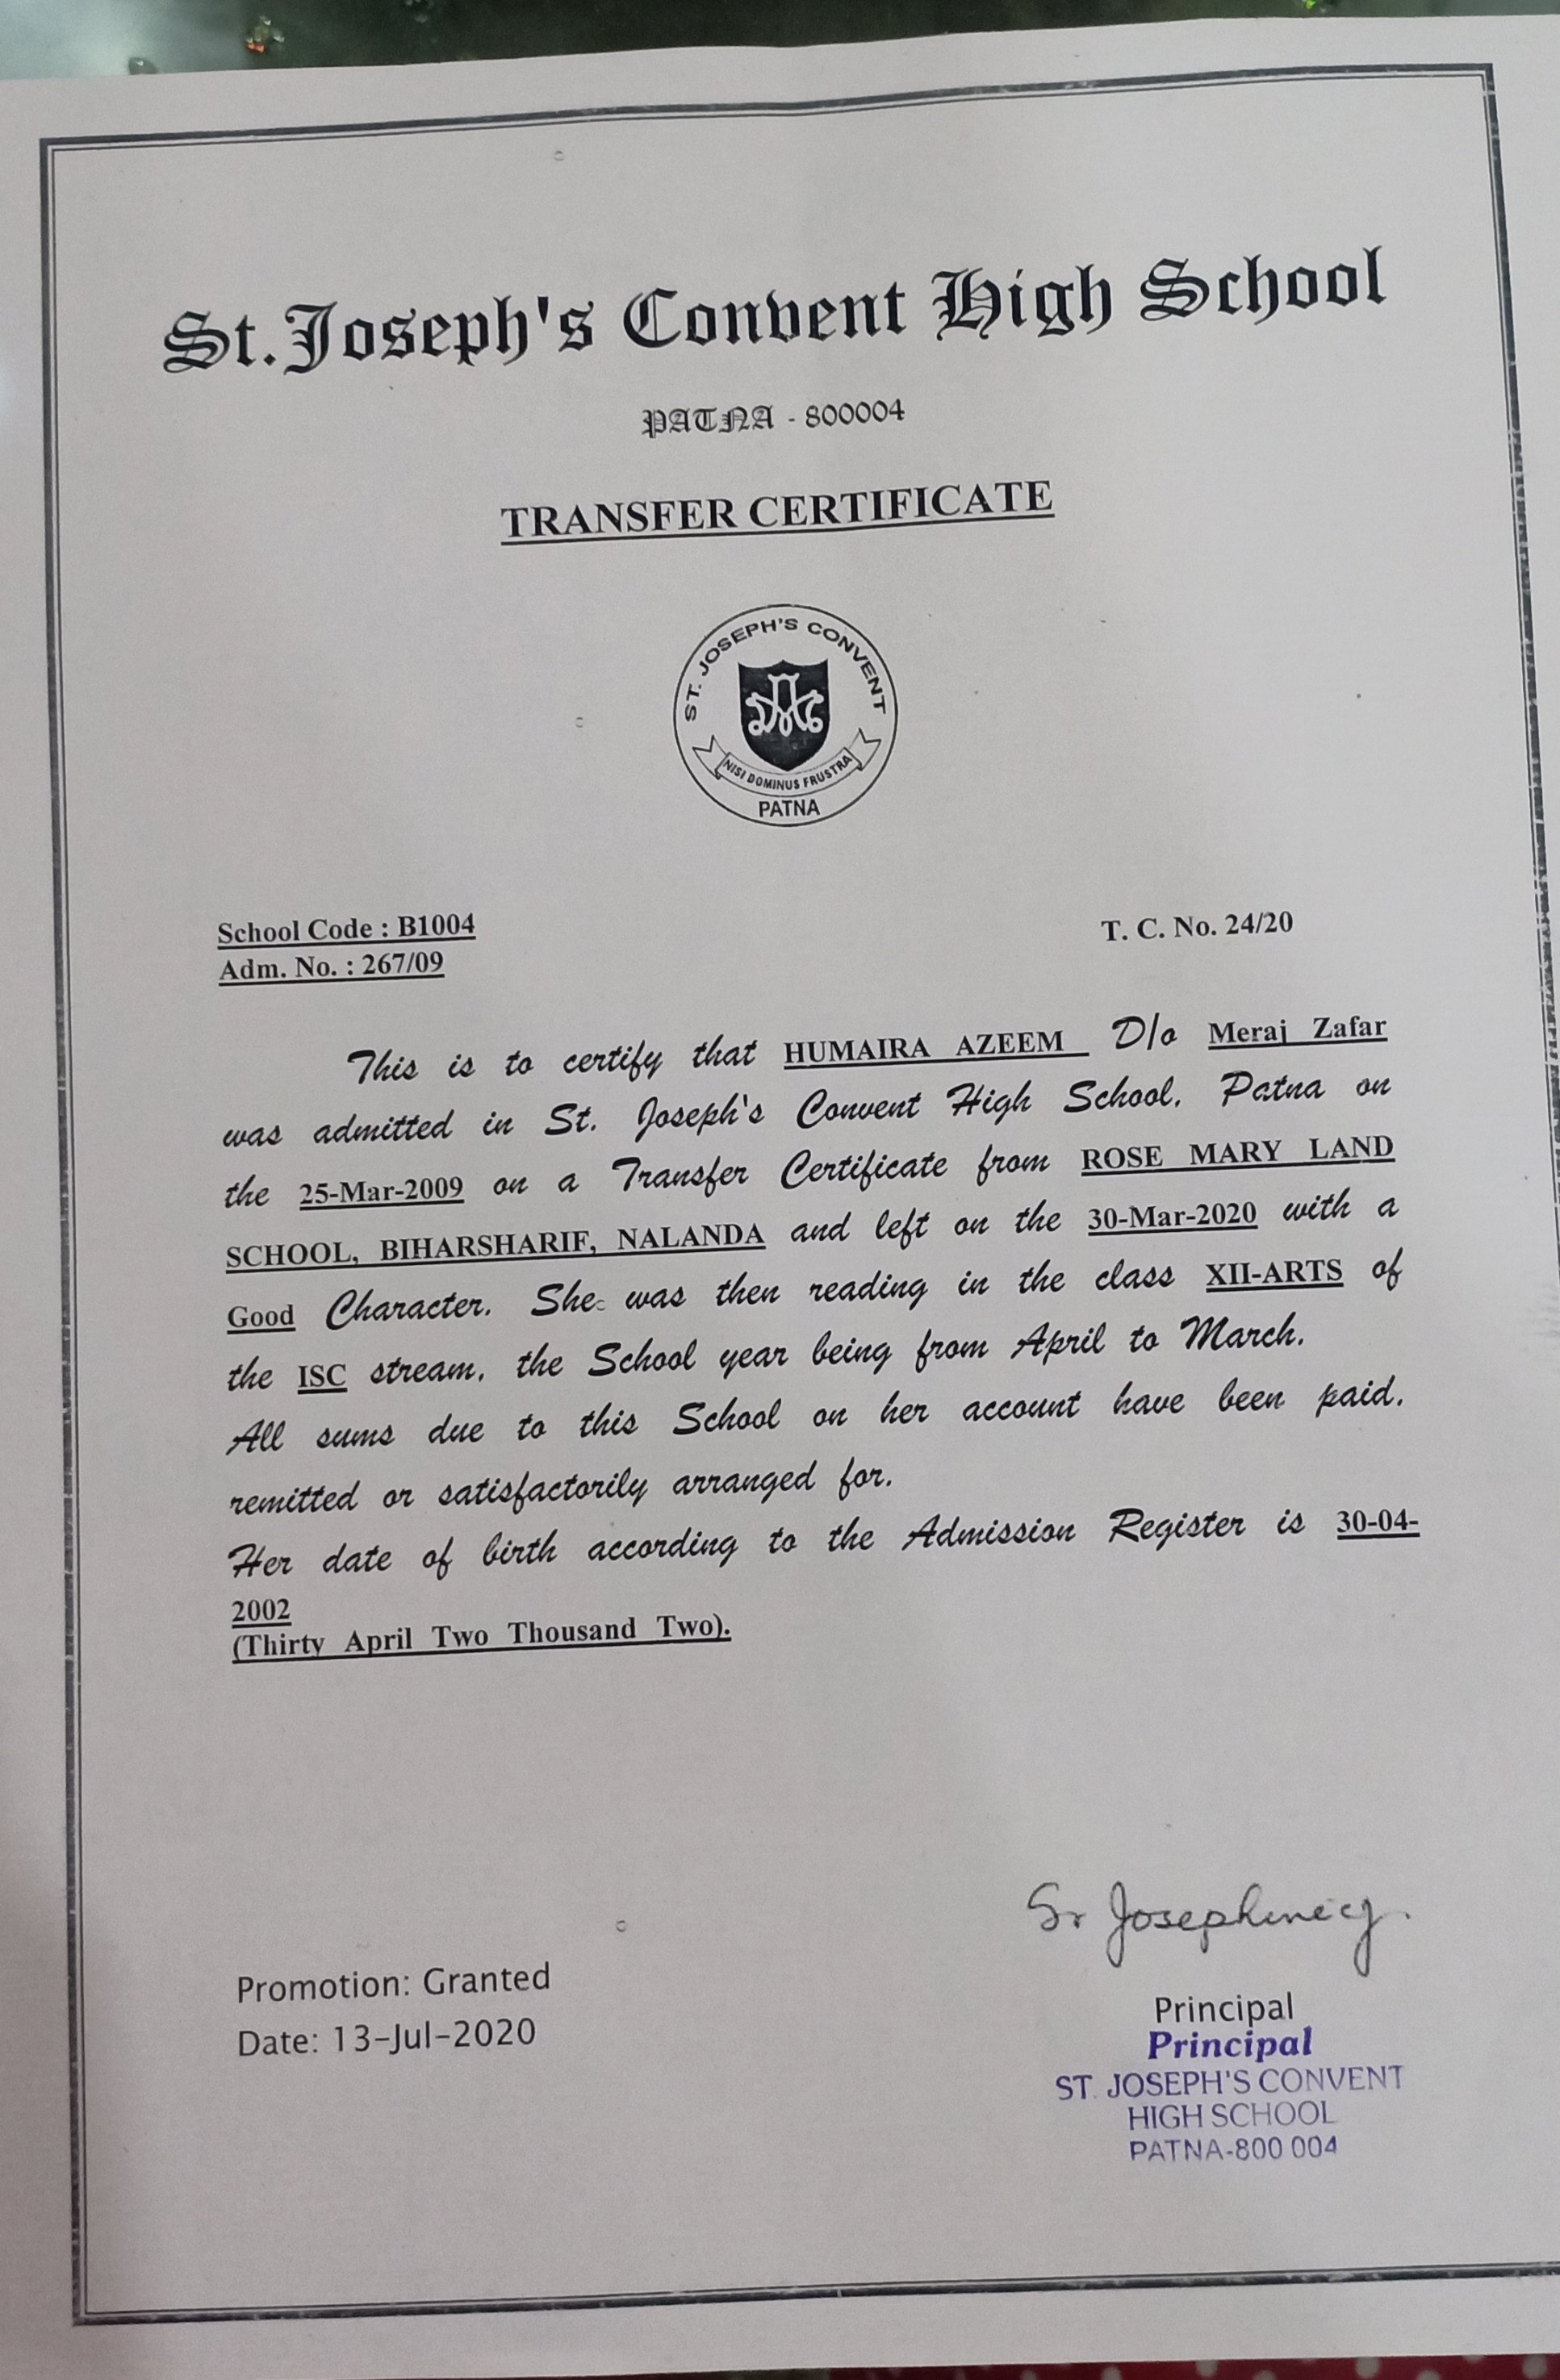 St. Joseph's Convent High School
PATNA - 800004
TRANSFER CERTIFICATE
ST. JOSEPH'S CONVENT
NISI DOMINUS FRUSTRA
PATNA
School Code : B1004
T. C. No. 24/20
Adm. No. : 267/09
This is to certify that HUMAIRA AZEEM D/o Meraj Zafar
was admitted in St. Joseph's Convent High School, Patna on
the 25-Mar-2009 on a Transfer Certificate from ROSE MARY LAND
SCHOOL, BIHARSHARIF, NALANDA and left on the 30-Mar-2020 with a
Good Character. She was then reading in the class XII-ARTS of
the ISC stream, the School year being from April to March.
All sums due to this School on her account have been paid,
remitted or satisfactorily arranged for.
Her date of birth according to the Admission Register is 30-04-
2002
(Thirty April Two Thousand Two).
Sr Josephine cj.
Promotion: Granted
Date: 13-Jul-2020
Principal
Principal
ST. JOSEPH'S CONVENT
HIGH SCHOOL
PATNA-800 004